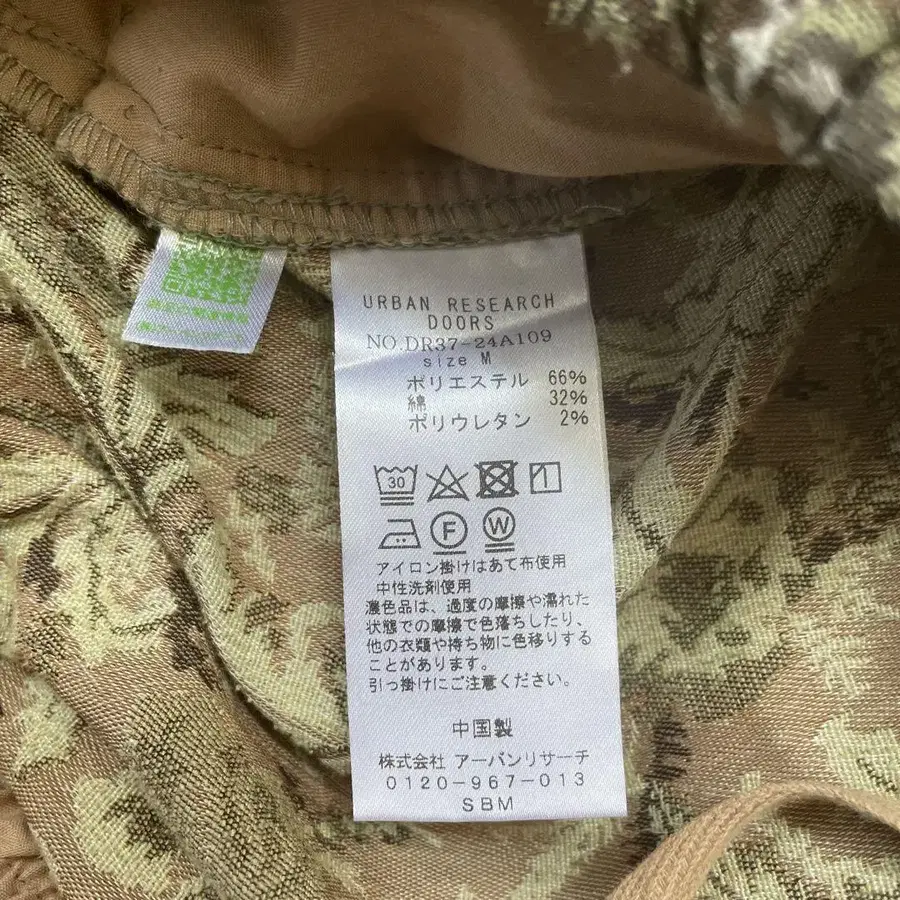 URBAN RESEARCH
DOORS
NO.DR37-24A109
size M
ポリエステル 66%
綿 32%
ポリウレタン 2%
30
F
W
アイロン掛けはあて布使用
中性洗剤使用
濃色品は、過度の摩擦や濡れた
状態での摩擦で色落ちしたり、
他の衣類や持ち物に色移りする
ことがあります。
引っ掛けにご注意ください。
中国製
株式会社 アーバンリサーチ
0120-967-013
SBM